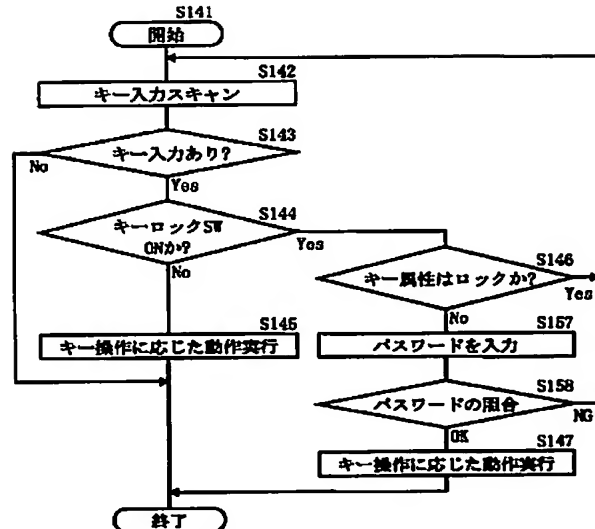 S141
開始
S142
キー入力スキャン
S143
キー入力あり?
No
Yes
S144
キーロックSW
ONか?
Yes
No
S146
キー属性はロックか?
Yes
No
S145
キー操作に応じた動作実行
S157
パスワードを入力
S158
パスワードの照合
NG
OK
S147
キー操作に応じた動作実行
終了